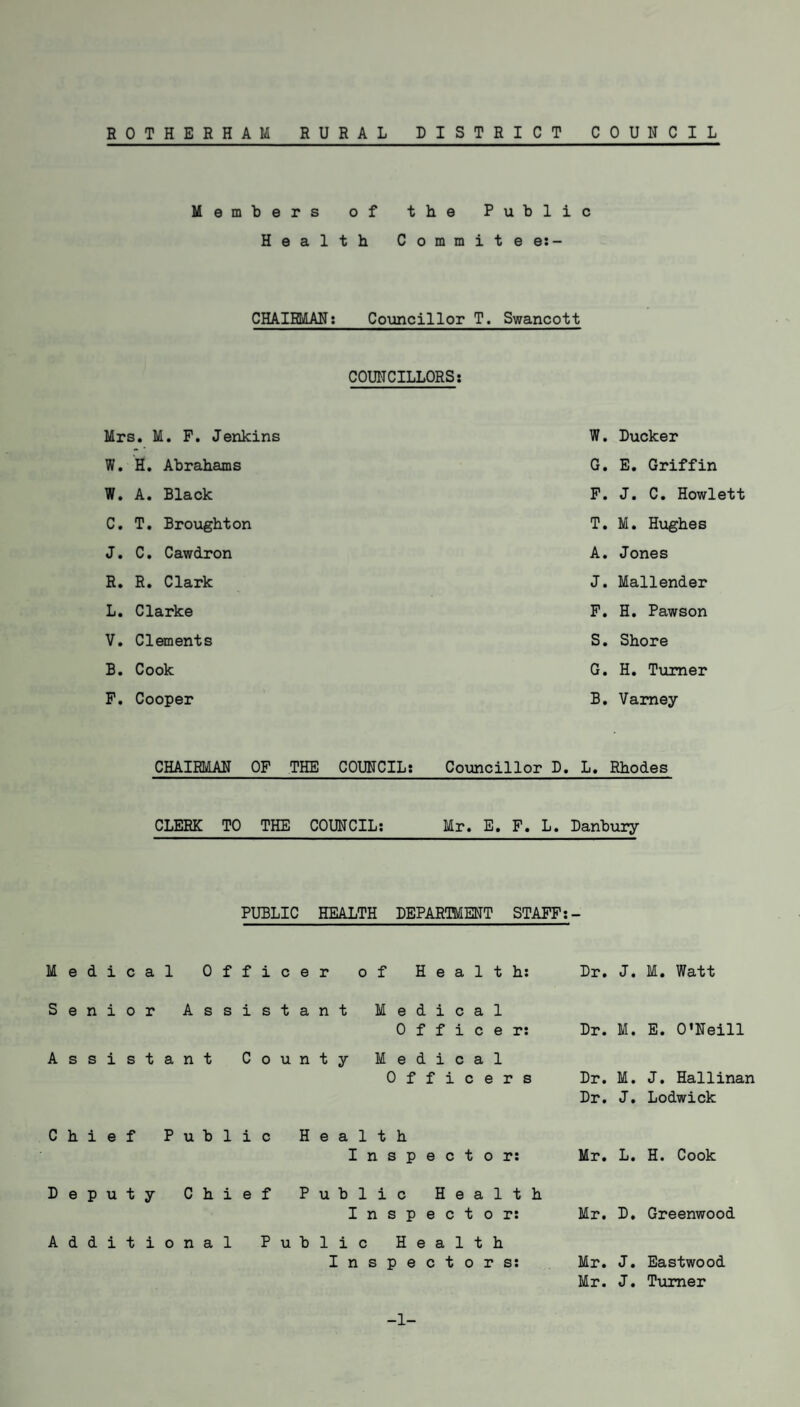 ROTHERHAM RURAL DISTRICT COUNCIL
Members of the Public
Health Commitee:-
CHAIRMAN: Councillor T. Swancott
COUNCILLORS:
Mrs. M. F. Jenkins W. Ducker
W. H. Abrahams G. E. Griffin
W. A. Black F. J. C. Howlett
C. T. Broughton T. M. Hughes
J. C. Cawdron A. Jones
R. R. Clark J. Mallender
L. Clarke F. H. Pawson
V. Clements S. Shore
B. Cook G. H. Turner
F. Cooper B. Varney
CHAIRMAN OF THE COUNCIL: Councillor D. L. Rhodes
CLERK TO THE COUNCIL: Mr. E. F. L. Danbury
PUBLIC HEALTH DEPARTMENT STAFF:-
Medical Officer of Health: Dr. J. M. Watt
Senior Assistant Medical
Officer: Dr. M. E. O'Neill
Assistant County Medical
Officers Dr. M. J. Hallinan
Dr. J. Lodwick
Chief Public Health
Inspector: Mr. L. H. Cook
Deputy Chief Public Health
Inspector: Mr. D. Greenwood
Additional Public Health
Inspectors: Mr. J. Eastwood
Mr. J. Turner
-1-